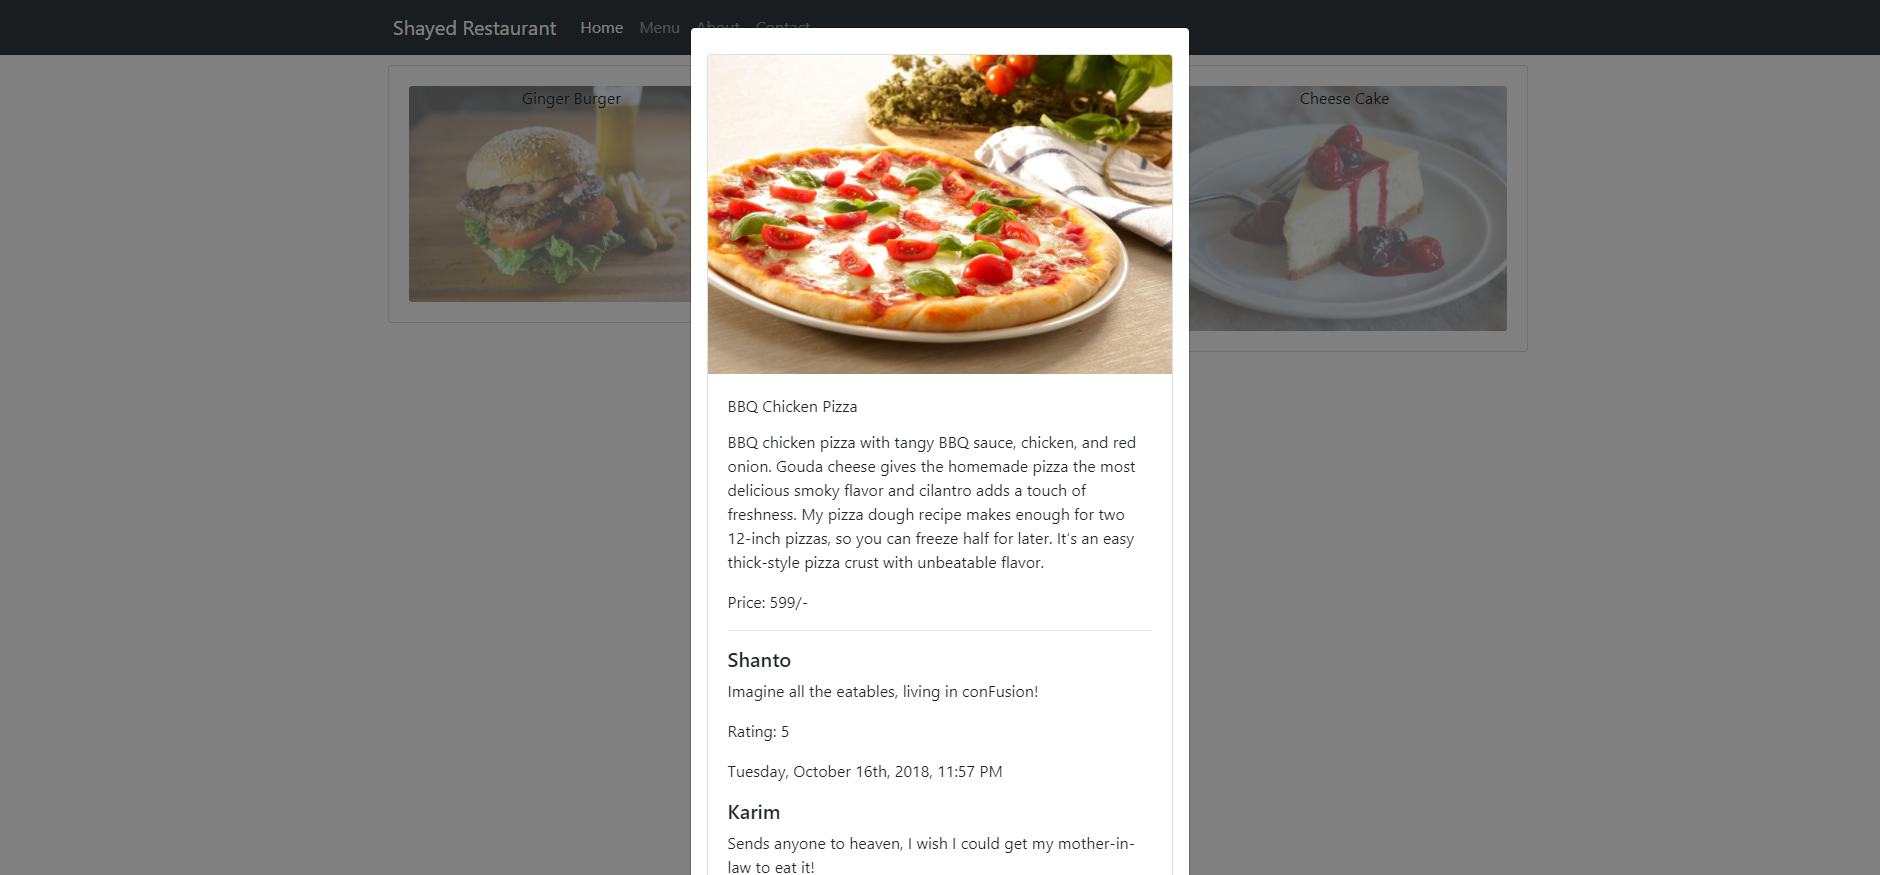 Shayed Restaurant Home Menu About Contact
Ginger Burger
Cheese Cake
BBQ Chicken Pizza
BBQ chicken pizza with tangy BBQ sauce, chicken, and red
onion. Gouda cheese gives the homemade pizza the most
delicious smoky flavor and cilantro adds a touch of
freshness. My pizza dough recipe makes enough for two
12-inch pizzas, so you can freeze half for later. It's an easy
thick-style pizza crust with unbeatable flavor.
Price: 599/-
Shanto
Imagine all the eatables, living in conFusion!
Rating: 5
Tuesday, October 16th, 2018, 11:57 PM
Karim
Sends anyone to heaven, I wish I could get my mother-in-
law to eat it!